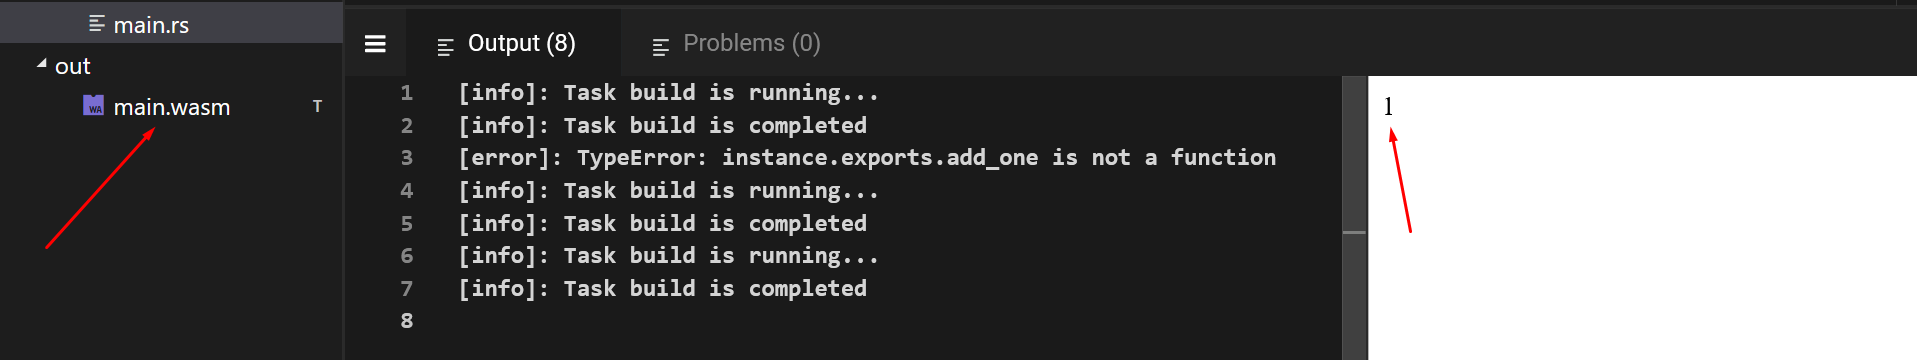 main.rs
out
WA main.wasm T
Output (8) Problems (0)
1 [info]: Task build is running...
2 [info]: Task build is completed
3 [error]: TypeError: instance.exports.add_one is not a function
4 [info]: Task build is running...
5 [info]: Task build is completed
6 [info]: Task build is running...
7 [info]: Task build is completed
8
1